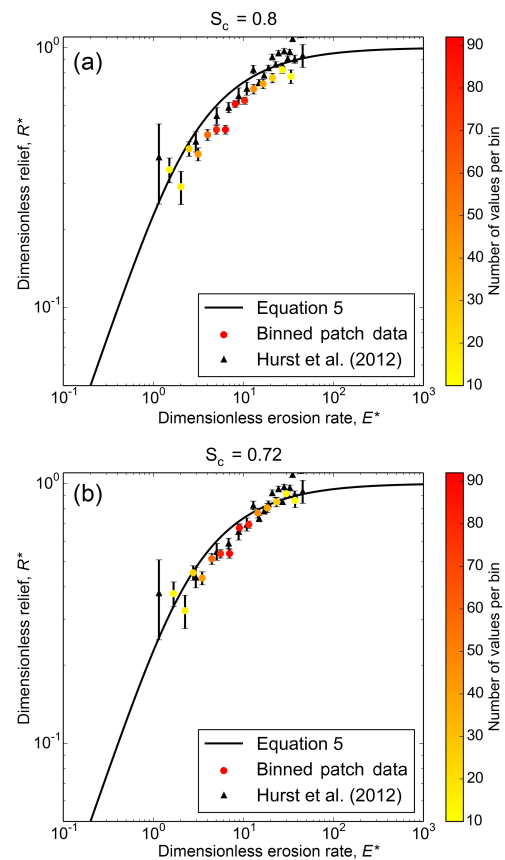 S_c = 0.8
(a)
10^0
10^-1
Dimensionless relief, R*
Equation 5
Binned patch data
Hurst et al. (2012)
10^-1 10^0 10^1 10^2 10^3
Dimensionless erosion rate, E*
90
80
70
60
50
40
30
20
10
Number of values per bin
S_c = 0.72
(b)
10^0
10^-1
Dimensionless relief, R*
Equation 5
Binned patch data
Hurst et al. (2012)
10^-1 10^0 10^1 10^2 10^3
Dimensionless erosion rate, E*
90
80
70
60
50
40
30
20
10
Number of values per bin